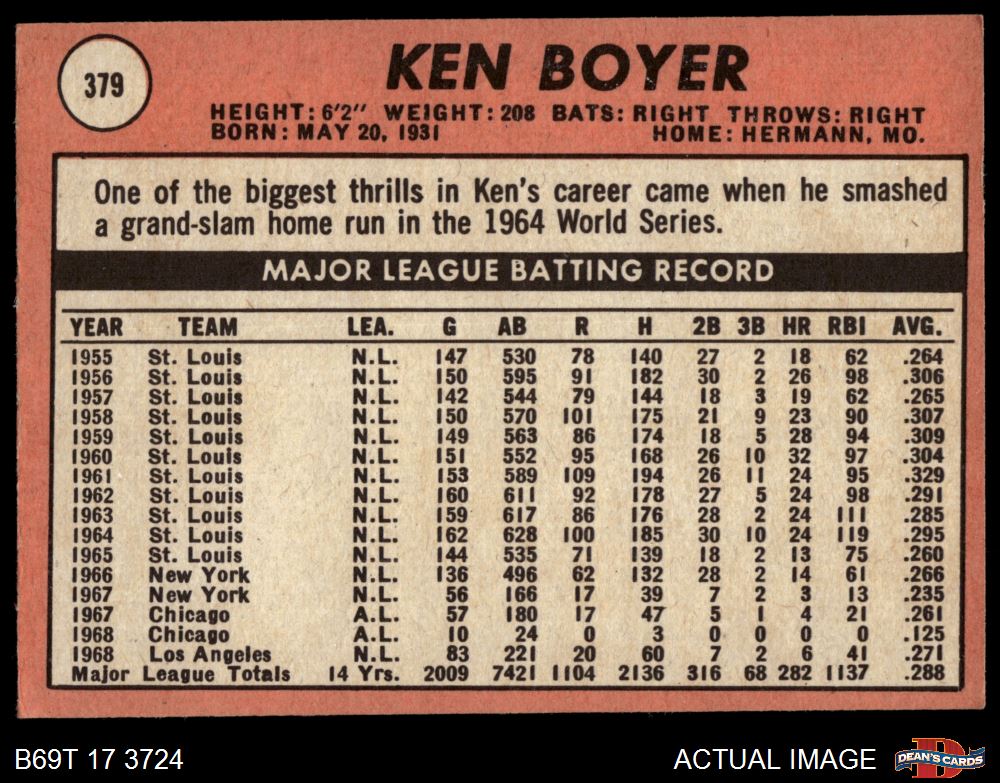 379
KEN BOYER
HEIGHT: 6'2" WEIGHT: 208 BATS: RIGHT THROWS: RIGHT
BORN: MAY 20, 1931 HOME: HERMANN, MO.
One of the biggest thrills in Ken's career came when he smashed
a grand-slam home run in the 1964 World Series.
MAJOR LEAGUE BATTING RECORD
YEAR TEAM LEA. G AB R H 2B 3B HR RBI AVG.
1955 St. Louis N.L. 147 530 78 140 27 2 18 62 .264
1956 St. Louis N.L. 150 595 91 182 30 2 26 98 .306
1957 St. Louis N.L. 142 544 79 144 18 3 19 62 .265
1958 St. Louis N.L. 150 570 101 175 21 9 23 90 .307
1959 St. Louis N.L. 149 563 86 174 18 5 28 94 .309
1960 St. Louis N.L. 151 552 95 168 26 10 32 97 .304
1961 St. Louis N.L. 153 589 109 194 26 11 24 95 .329
1962 St. Louis N.L. 160 611 92 178 27 5 24 98 .291
1963 St. Louis N.L. 159 617 86 176 28 2 24 111 .285
1964 St. Louis N.L. 162 628 100 185 30 10 24 119 .295
1965 St. Louis N.L. 144 535 71 139 18 2 13 75 .260
1966 New York N.L. 136 496 62 132 28 2 14 61 .266
1967 New York N.L. 56 166 17 39 7 2 3 13 .235
1967 Chicago A.L. 57 180 17 47 5 1 4 21 .261
1968 Chicago A.L. 10 24 0 3 0 0 0 0 .125
1968 Los Angeles N.L. 83 221 20 60 7 2 6 41 .271
Major League Totals 14 Yrs. 2009 7421 1104 2136 316 68 282 1137 .288
B69T 17 3724 ACTUAL IMAGE D DEAN'S CARDS